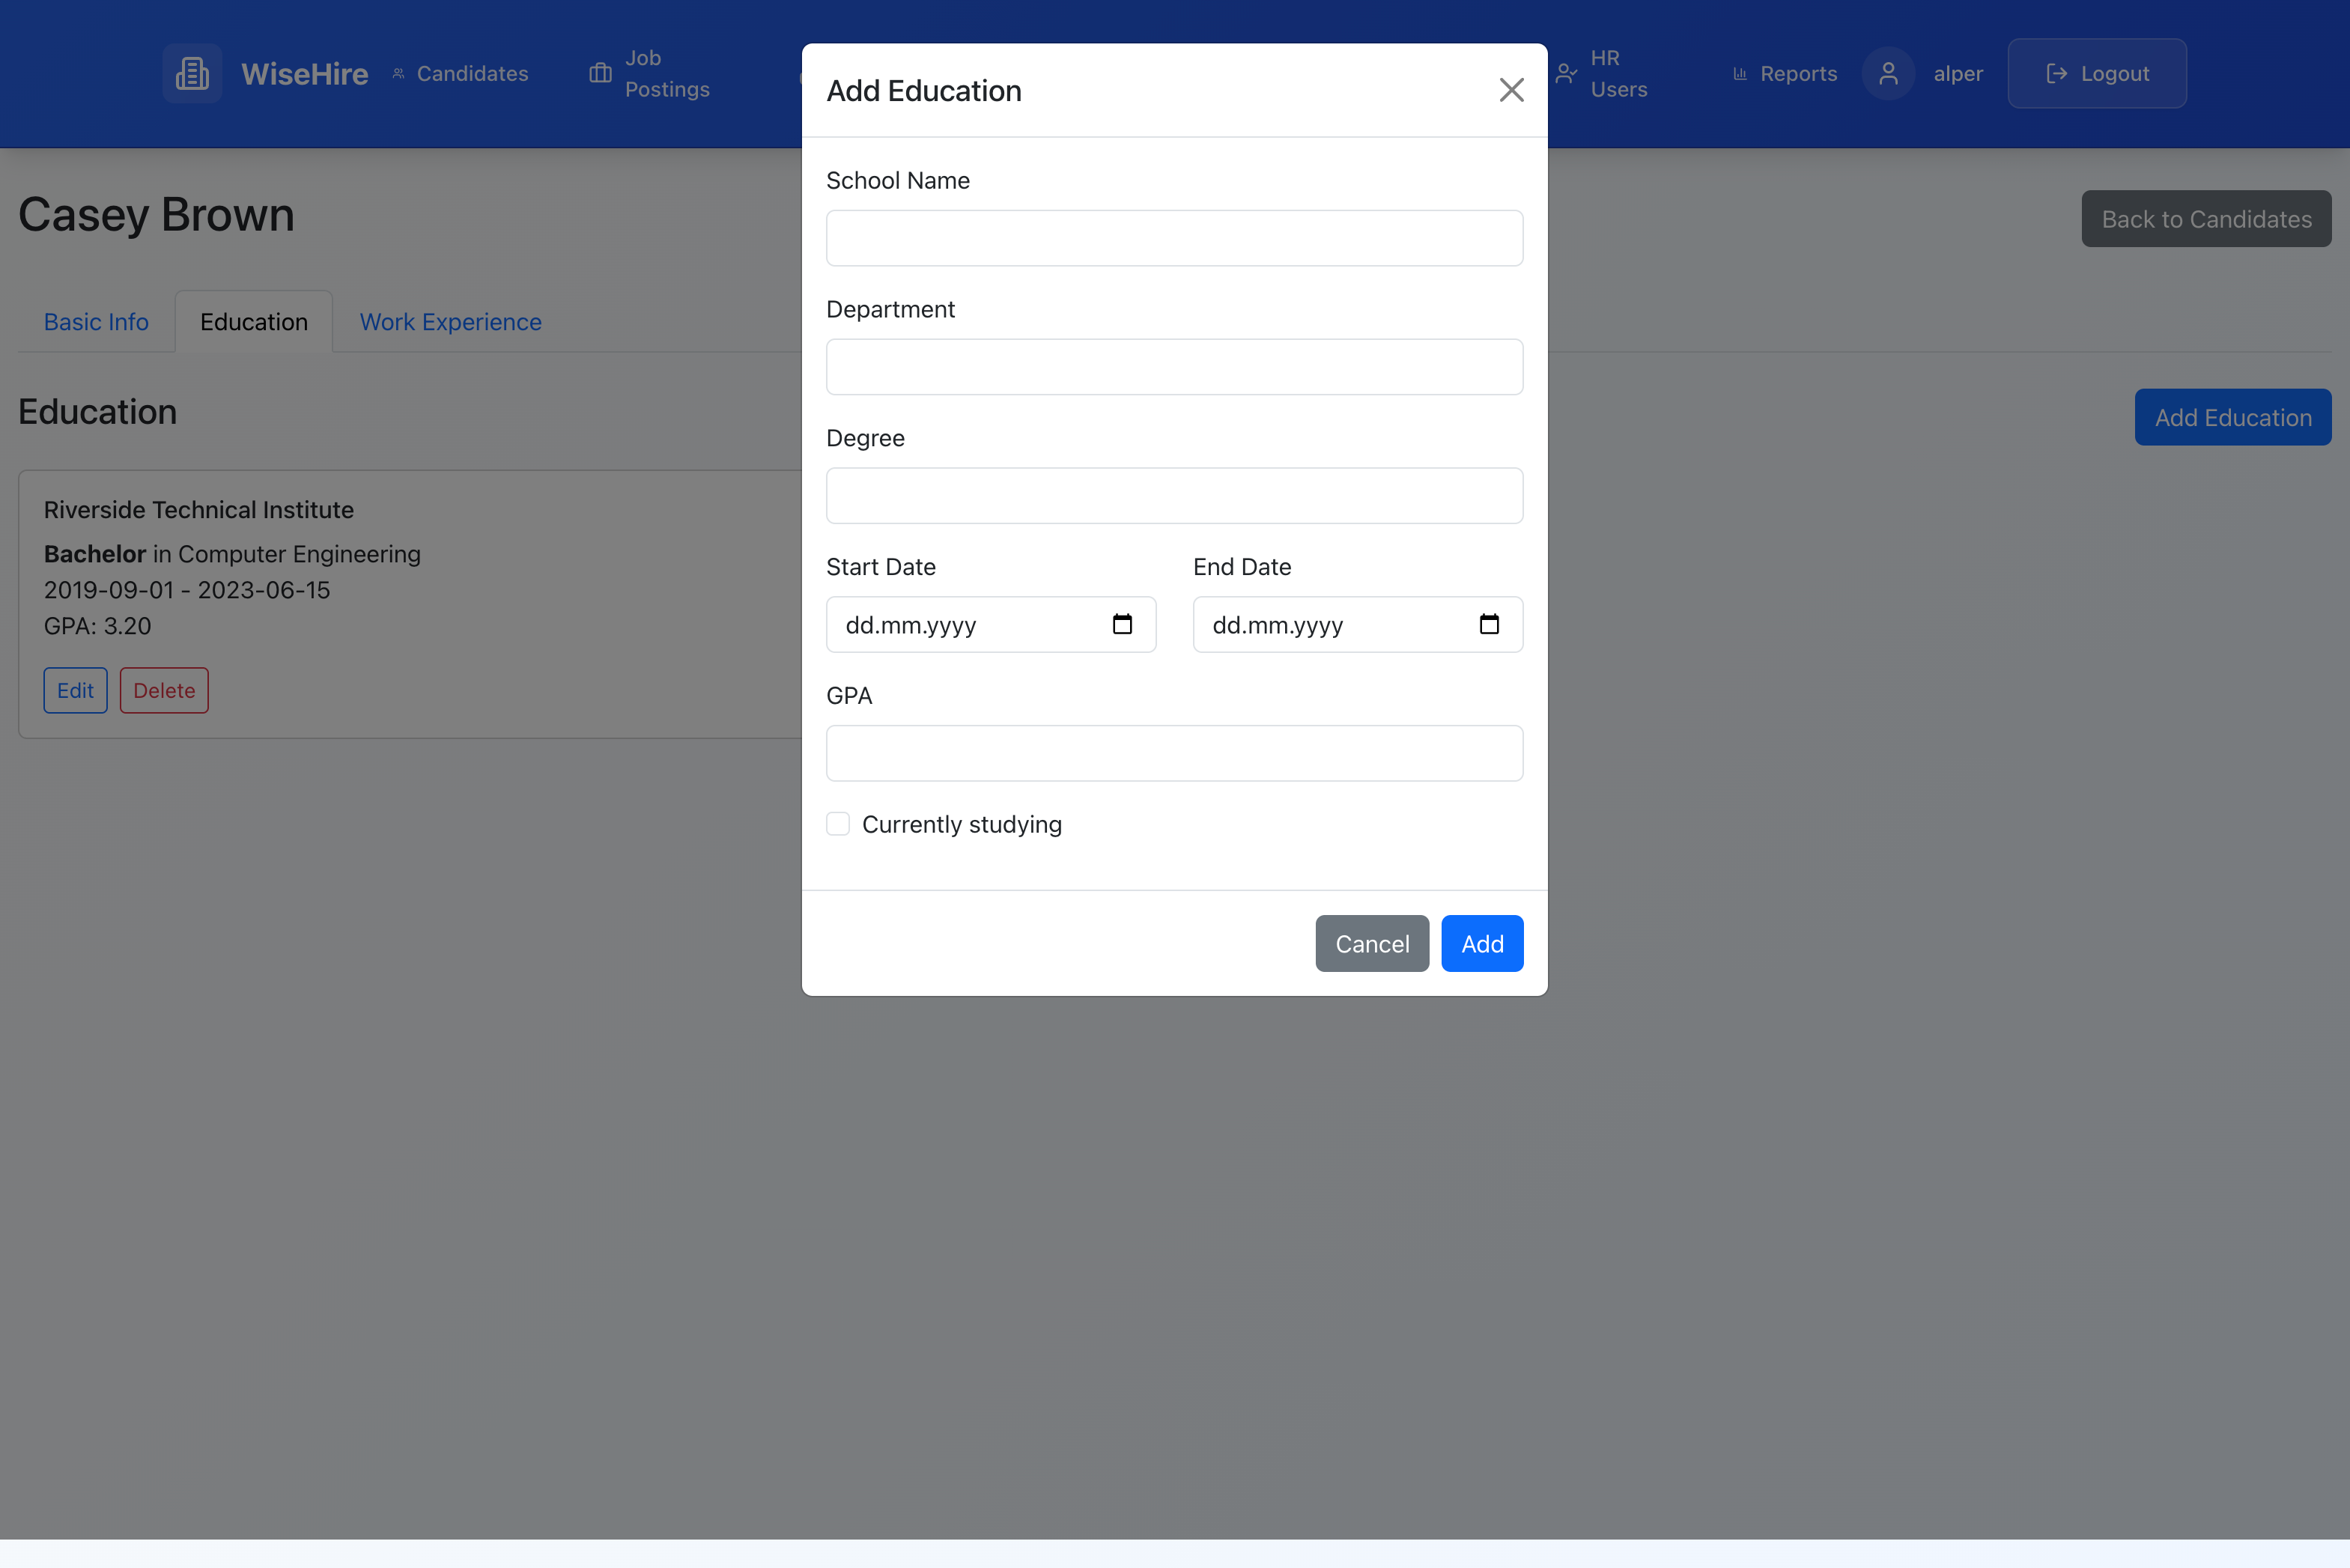 WiseHire
Candidates
Job
Postings
HR
Users
Reports
alper
Logout
Casey Brown
Back to Candidates
Basic Info
Education
Work Experience
Education
Add Education
Riverside Technical Institute
Bachelor in Computer Engineering
2019-09-01 - 2023-06-15
GPA: 3.20
Edit
Delete
Add Education
School Name
Department
Degree
Start Date
End Date
dd.mm.yyyy
dd.mm.yyyy
GPA
Currently studying
Cancel
Add